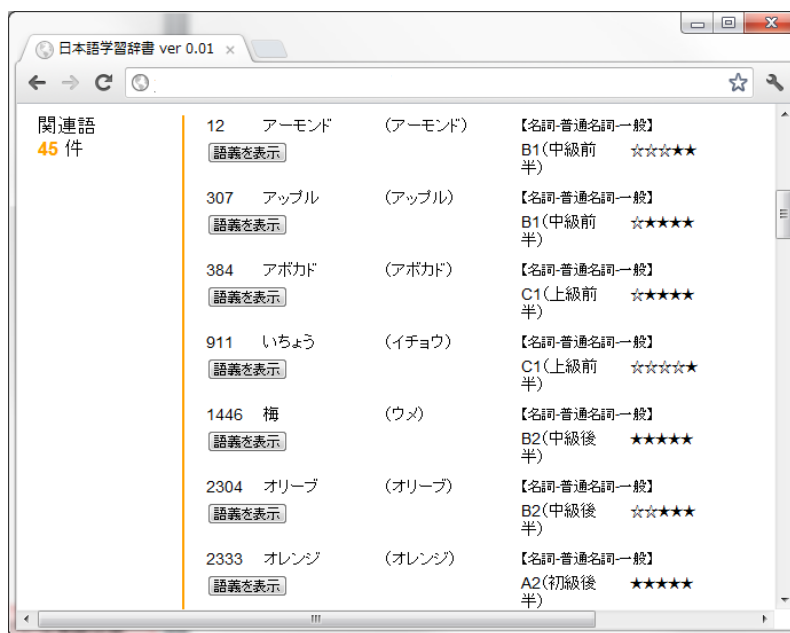 日本語学習辞書 ver 0.01
関連語
45 件
12 アーモンド (アーモンド) 【名詞-普通名詞-一般】
語義を表示 B1(中級前半) ☆☆☆★★
307 アップル (アップル) 【名詞-普通名詞-一般】
語義を表示 B1(中級前半) ☆★★★★
384 アボカド (アボカド) 【名詞-普通名詞-一般】
語義を表示 C1(上級前半) ☆★★★★
911 いちょう (イチョウ) 【名詞-普通名詞-一般】
語義を表示 C1(上級前半) ☆☆☆☆★
1446 梅 (ウメ) 【名詞-普通名詞-一般】
語義を表示 B2(中級後半) ★★★★★
2304 オリーブ (オリーブ) 【名詞-普通名詞-一般】
語義を表示 B2(中級後半) ☆☆★★★
2333 オレンジ (オレンジ) 【名詞-普通名詞-一般】
語義を表示 A2(初級後半) ★★★★★